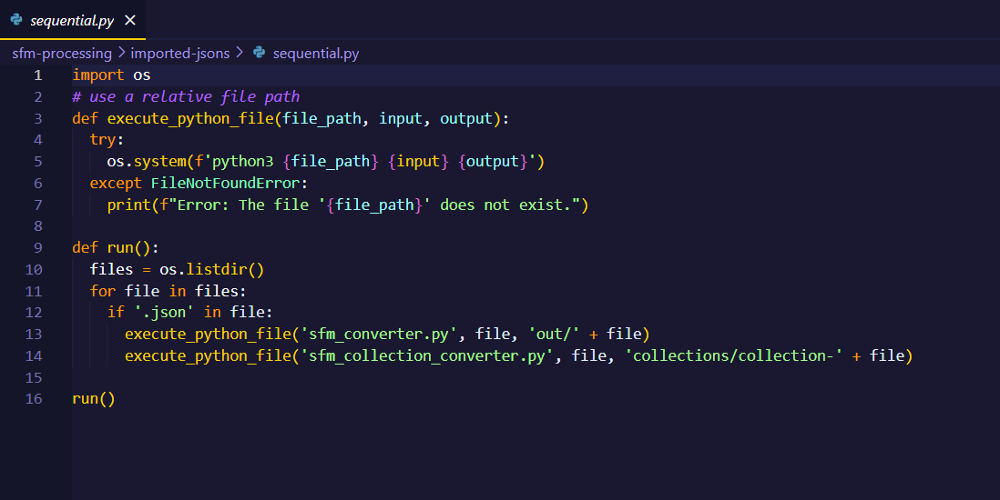 sequential.py ×
sfm-processing > imported-jsons > sequential.py
1 import os
2 # use a relative file path
3 def execute_python_file(file_path, input, output):
4   try:
5     os.system(f'python3 {file_path} {input} {output}')
6   except FileNotFoundError:
7     print(f"Error: The file '{file_path}' does not exist.")
8
9 def run():
10   files = os.listdir()
11   for file in files:
12     if '.json' in file:
13       execute_python_file('sfm_converter.py', file, 'out/' + file)
14       execute_python_file('sfm_collection_converter.py', file, 'collections/collection-' + file)
15
16 run()